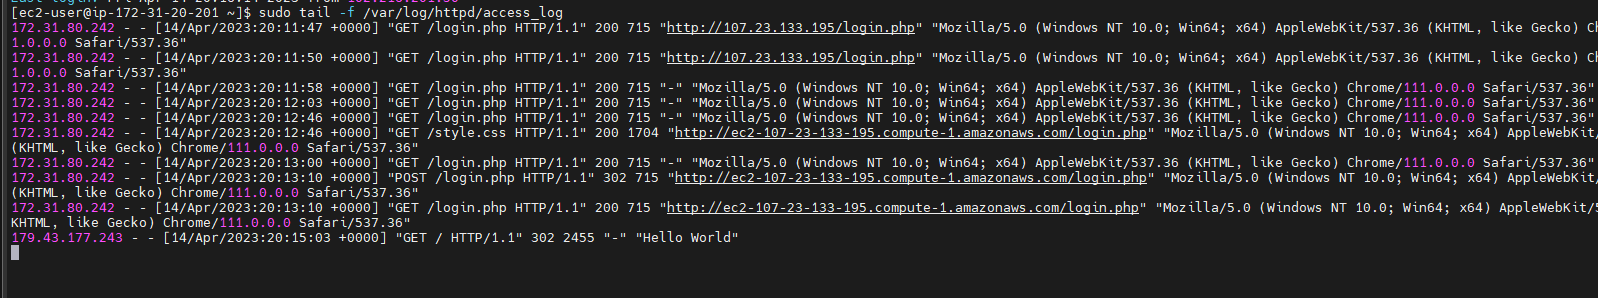 [ec2-user@ip-172-31-20-201 ~]$ sudo tail -f /var/log/httpd/access_log
172.31.80.242 - - [14/Apr/2023:20:11:47 +0000] "GET /login.php HTTP/1.1" 200 715 "http://107.23.133.195/login.php" "Mozilla/5.0 (Windows NT 10.0; Win64; x64) AppleWebKit/537.36 (KHTML, like Gecko) Ch
1.0.0.0 Safari/537.36"
172.31.80.242 - - [14/Apr/2023:20:11:50 +0000] "GET /login.php HTTP/1.1" 200 715 "http://107.23.133.195/login.php" "Mozilla/5.0 (Windows NT 10.0; Win64; x64) AppleWebKit/537.36 (KHTML, like Gecko) Ch
1.0.0.0 Safari/537.36"
172.31.80.242 - - [14/Apr/2023:20:11:58 +0000] "GET /login.php HTTP/1.1" 200 715 "-" "Mozilla/5.0 (Windows NT 10.0; Win64; x64) AppleWebKit/537.36 (KHTML, like Gecko) Chrome/111.0.0.0 Safari/537.36"
172.31.80.242 - - [14/Apr/2023:20:12:03 +0000] "GET /login.php HTTP/1.1" 200 715 "-" "Mozilla/5.0 (Windows NT 10.0; Win64; x64) AppleWebKit/537.36 (KHTML, like Gecko) Chrome/111.0.0.0 Safari/537.36"
172.31.80.242 - - [14/Apr/2023:20:12:46 +0000] "GET /login.php HTTP/1.1" 200 715 "-" "Mozilla/5.0 (Windows NT 10.0; Win64; x64) AppleWebKit/537.36 (KHTML, like Gecko) Chrome/111.0.0.0 Safari/537.36"
172.31.80.242 - - [14/Apr/2023:20:12:46 +0000] "GET /style.css HTTP/1.1" 200 1704 "http://ec2-107-23-133-195.compute-1.amazonaws.com/login.php" "Mozilla/5.0 (Windows NT 10.0; Win64; x64) AppleWebKit/
(KHTML, like Gecko) Chrome/111.0.0.0 Safari/537.36"
172.31.80.242 - - [14/Apr/2023:20:13:00 +0000] "GET /login.php HTTP/1.1" 200 715 "-" "Mozilla/5.0 (Windows NT 10.0; Win64; x64) AppleWebKit/537.36 (KHTML, like Gecko) Chrome/111.0.0.0 Safari/537.36"
172.31.80.242 - - [14/Apr/2023:20:13:10 +0000] "POST /login.php HTTP/1.1" 302 715 "http://ec2-107-23-133-195.compute-1.amazonaws.com/login.php" "Mozilla/5.0 (Windows NT 10.0; Win64; x64) AppleWebKit/
(KHTML, like Gecko) Chrome/111.0.0.0 Safari/537.36"
172.31.80.242 - - [14/Apr/2023:20:13:10 +0000] "GET /login.php HTTP/1.1" 200 715 "http://ec2-107-23-133-195.compute-1.amazonaws.com/login.php" "Mozilla/5.0 (Windows NT 10.0; Win64; x64) AppleWebKit/5
KHTML, like Gecko) Chrome/111.0.0.0 Safari/537.36"
179.43.177.243 - - [14/Apr/2023:20:15:03 +0000] "GET / HTTP/1.1" 302 2455 "-" "Hello World"